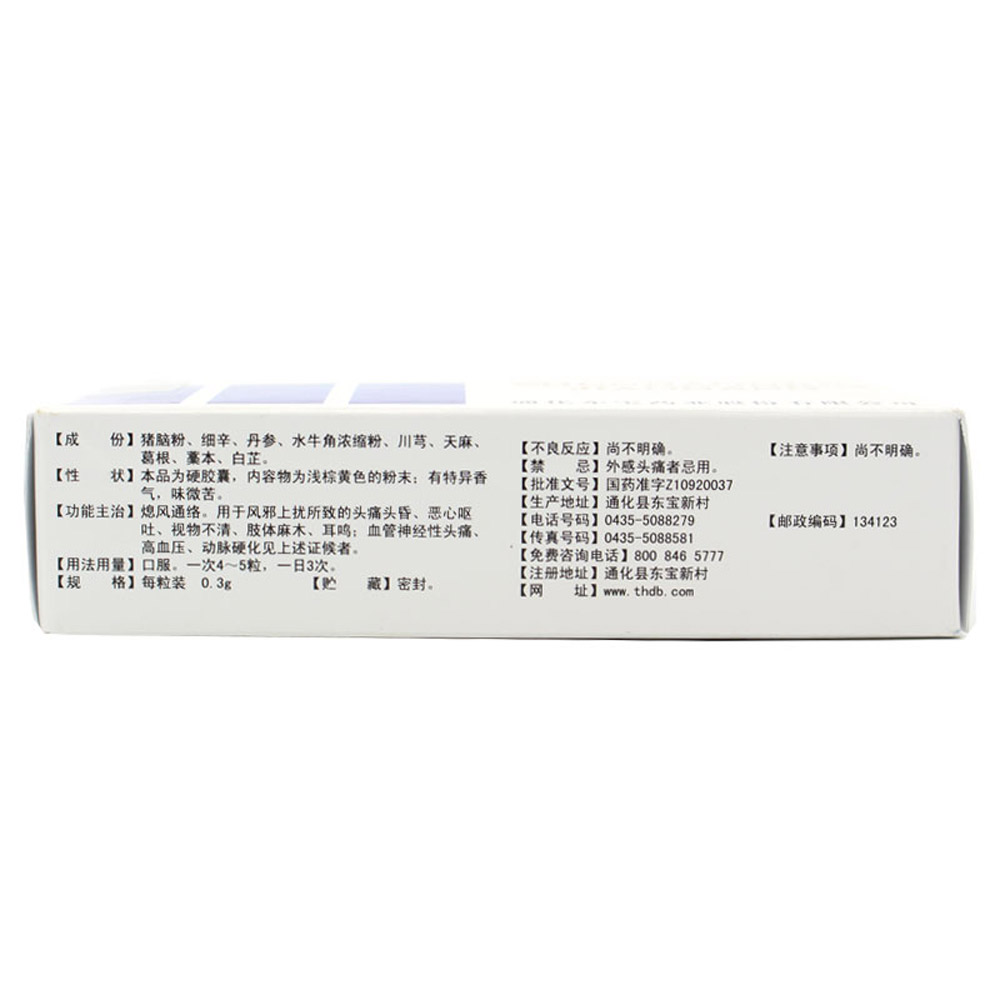 【成　份】猪脑粉、细辛、丹参、水牛角浓缩粉、川芎、天麻、
葛根、藁本、白芷。
【性　状】本品为硬胶囊，内容物为浅棕黄色的粉末；有特异香
气，味微苦。
【功能主治】熄风通络。用于风邪上扰所致的头痛头昏、恶心呕
吐、视物不清、肢体麻木、耳鸣；血管神经性头痛、
高血压、动脉硬化见上述证候者。
【用法用量】口服。一次4～5粒，一日3次。
【规　格】每粒装　0.3g　【贮　藏】密封。
【不良反应】尚不明确。　【注意事项】尚不明确。
【禁　忌】外感头痛者忌用。
【批准文号】国药准字Z10920037
【生产地址】通化县东宝新村
【电话号码】0435-5088279　【邮政编码】134123
【传真号码】0435-5088581
【免费咨询电话】800 846 5777
【注册地址】通化县东宝新村
【网　址】www.thdb.com